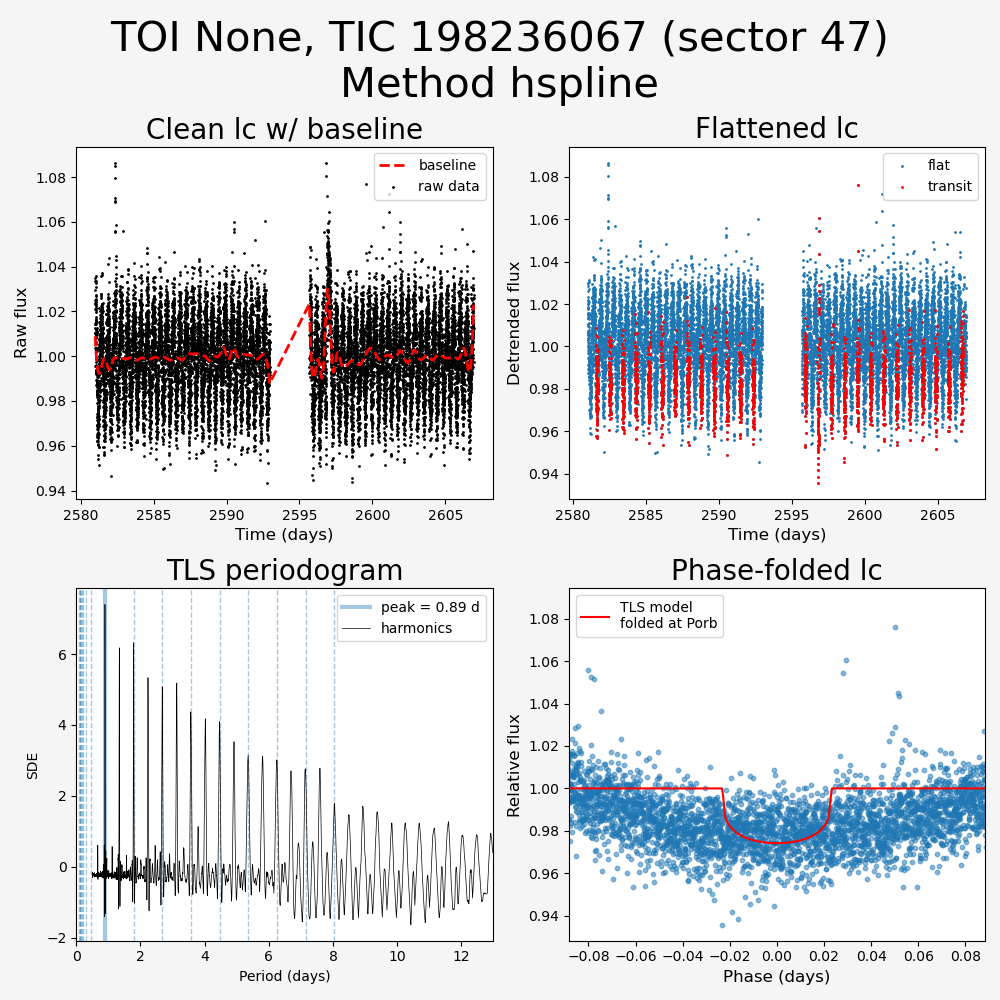 TOI None, TIC 198236067 (sector 47)
Method hspline
Clean lc w/ baseline
Raw flux
1.08
1.06
1.04
1.02
1.00
0.98
0.96
0.94
baseline
raw data
2580
2585
2590
2595
2600
2605
Time (days)
Flattened lc
Detrended flux
1.08
1.06
1.04
1.02
1.00
0.98
0.96
0.94
flat
transit
2580
2585
2590
2595
2600
2605
Time (days)
TLS periodogram
SDE
6
4
2
0
−2
peak = 0.89 d
harmonics
0
2
4
6
8
10
12
Period (days)
Phase-folded lc
Relative flux
1.08
1.06
1.04
1.02
1.00
0.98
0.96
0.94
TLS model
folded at Porb
−0.08
−0.06
−0.04
−0.02
0.00
0.02
0.04
0.06
0.08
Phase (days)